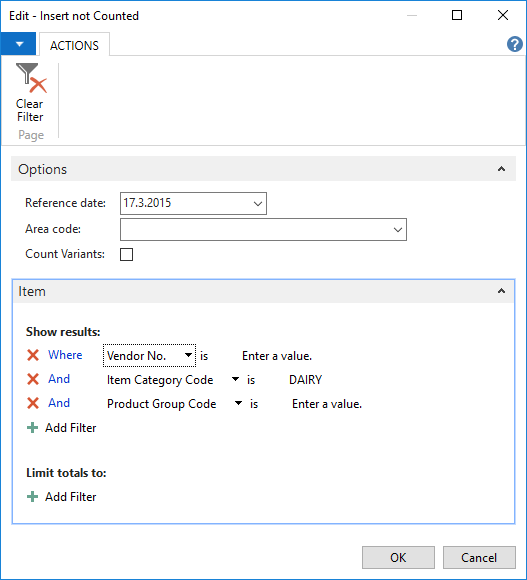 Edit - Insert not Counted
ACTIONS
?
Clear
Filter
Page
Options
Reference date: 17.3.2015
Area code:
Count Variants:
Item
Show results:
Where Vendor No. is Enter a value.
And Item Category Code is DAIRY
And Product Group Code is Enter a value.
Add Filter
Limit totals to:
Add Filter
OK Cancel